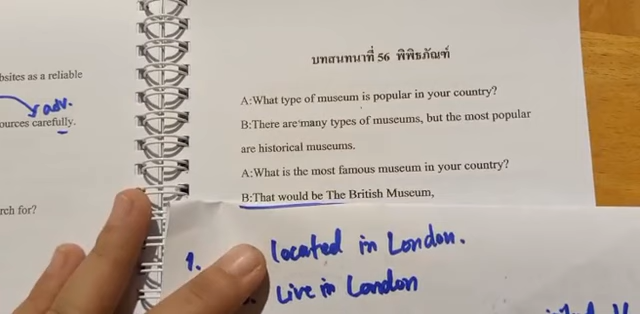 bsites as a reliable
adv.
ources carefully.
rch for?
บทสนทนาที่ 56 พิพิธภัณฑ์
A:What type of museum is popular in your country?
B:There are many types of museums, but the most popular
are historical museums.
A:What is the most famous museum in your country?
B:That would be The British Museum,
1. located in London.
Live in London